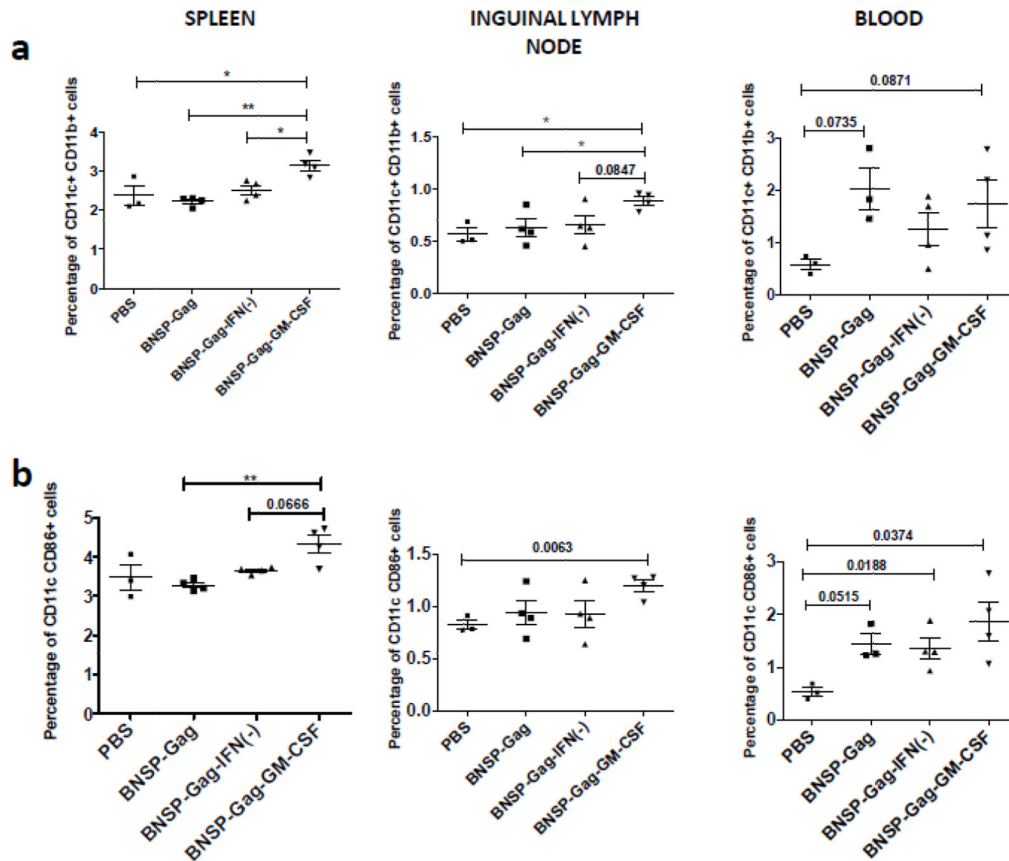 SPLEEN
INGUINAL LYMPH
NODE
BLOOD
a
Percentage of CD11c+ CD11b+ cells
4
3
2
1
0
*
**
*
PBS
BNSP-Gag
BNSP-Gag-IFN(-)
BNSP-Gag-GM-CSF
Percentage of CD11c+ CD11b+ cells
1.5
1.0
0.5
0.0
*
*
0.0847
PBS
BNSP-Gag
BNSP-Gag-IFN(-)
BNSP-Gag-GM-CSF
Percentage of CD11c+ CD11b+ cells
3
2
1
0
0.0871
0.0735
PBS
BNSP-Gag
BNSP-Gag-IFN(-)
BNSP-Gag-GM-CSF
b
Percentage of CD11c CD86+ cells
5
4
3
2
1
0
**
0.0666
PBS
BNSP-Gag
BNSP-Gag-IFN(-)
BNSP-Gag-GM-CSF
Percentage of CD11c CD86+ cells
1.5
1.0
0.5
0.0
0.0063
PBS
BNSP-Gag
BNSP-Gag-IFN(-)
BNSP-Gag-GM-CSF
Percentage of CD11c CD86+ cells
3
2
1
0
0.0374
0.0188
0.0515
PBS
BNSP-Gag
BNSP-Gag-IFN(-)
BNSP-Gag-GM-CSF